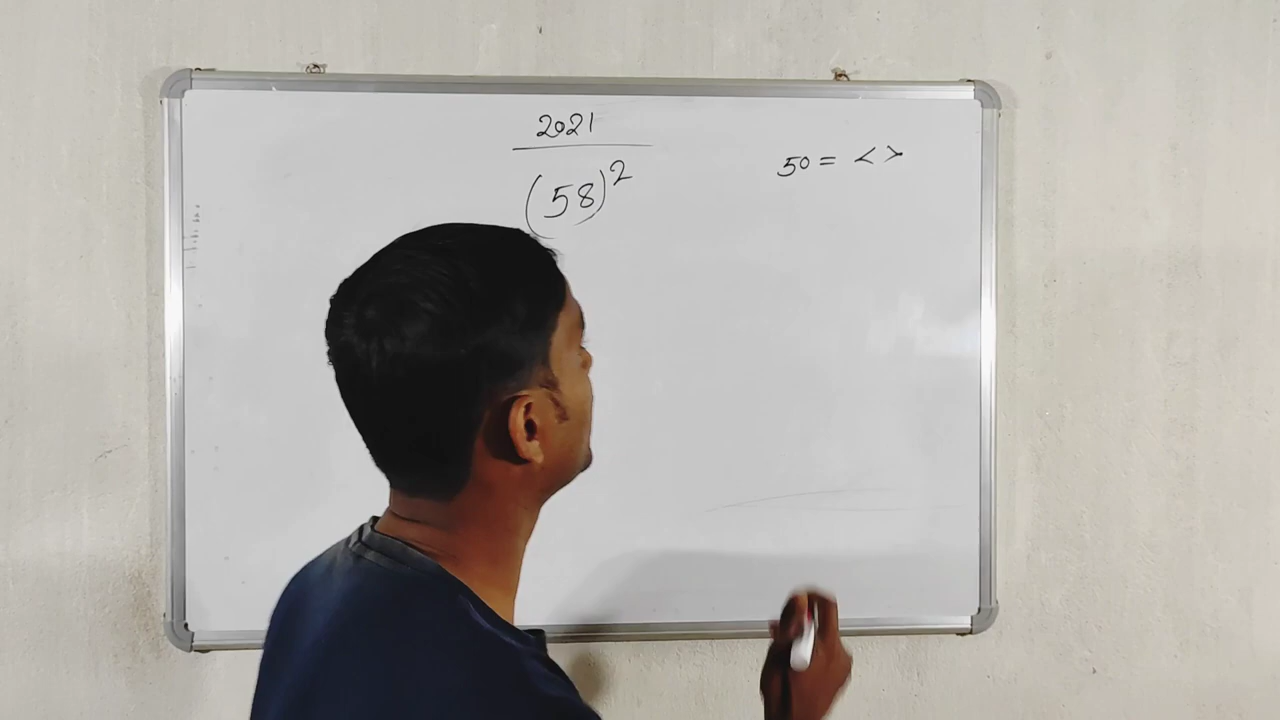 2021
(58)²
50 = < >